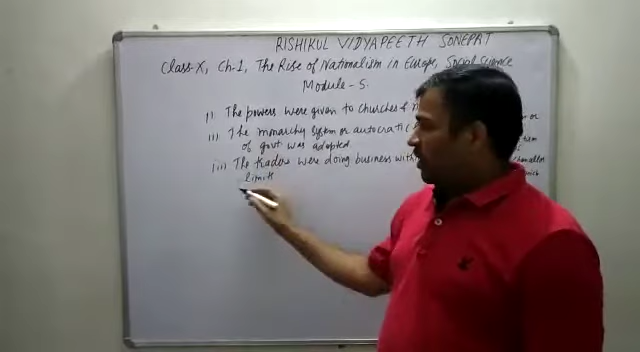 RISHIKUL VIDYAPEETH SONEPAT
Class-X, Ch-1, The Rise of Nationalism in Europe, Social Science
Module-5.
(i) The powers were given to churches &
(ii) The monarchy system or autocratic
of govt was adopted
(iii) The traders were doing business with
limits